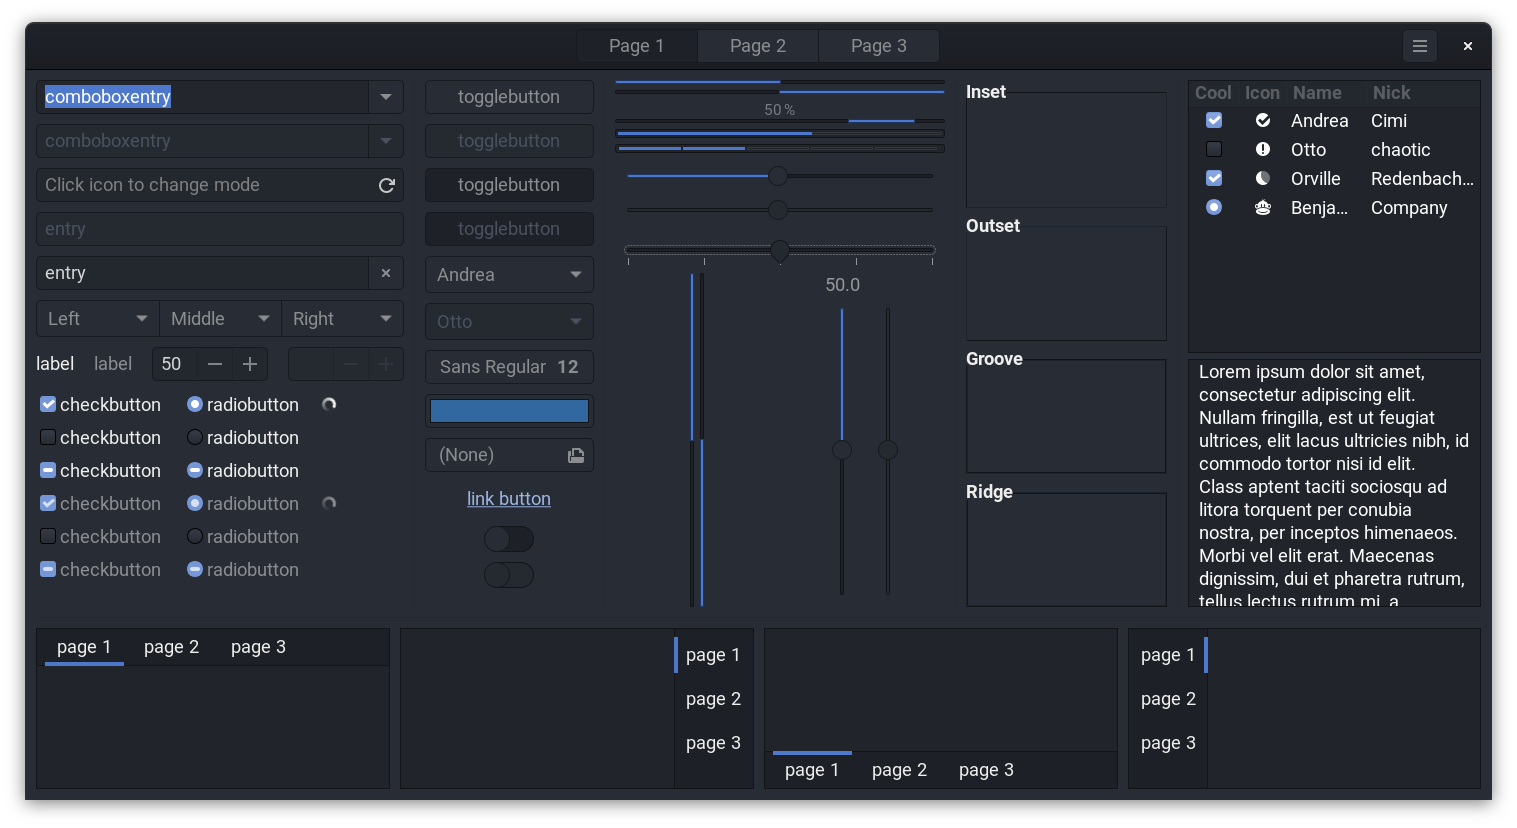 Page 1 Page 2 Page 3
comboboxentry
comboboxentry
Click icon to change mode
entry
entry
Left Middle Right
label label 50
checkbutton radiobutton
checkbutton radiobutton
checkbutton radiobutton
checkbutton radiobutton
checkbutton radiobutton
checkbutton radiobutton
togglebutton
togglebutton
togglebutton
togglebutton
Andrea
Otto
Sans Regular 12
(None)
link button
50 %
50.0
Inset
Outset
Groove
Ridge
Cool Icon Name Nick
Andrea Cimi
Otto chaotic
Orville Redenbach…
Benja… Company
Lorem ipsum dolor sit amet,
consectetur adipiscing elit.
Nullam fringilla, est ut feugiat
ultrices, elit lacus ultricies nibh, id
commodo tortor nisi id elit.
Class aptent taciti sociosqu ad
litora torquent per conubia
nostra, per inceptos himenaeos.
Morbi vel elit erat. Maecenas
dignissim, dui et pharetra rutrum,
tellus lectus rutrum mi, a
page 1 page 2 page 3
page 1
page 2
page 3
page 1 page 2 page 3
page 1
page 2
page 3